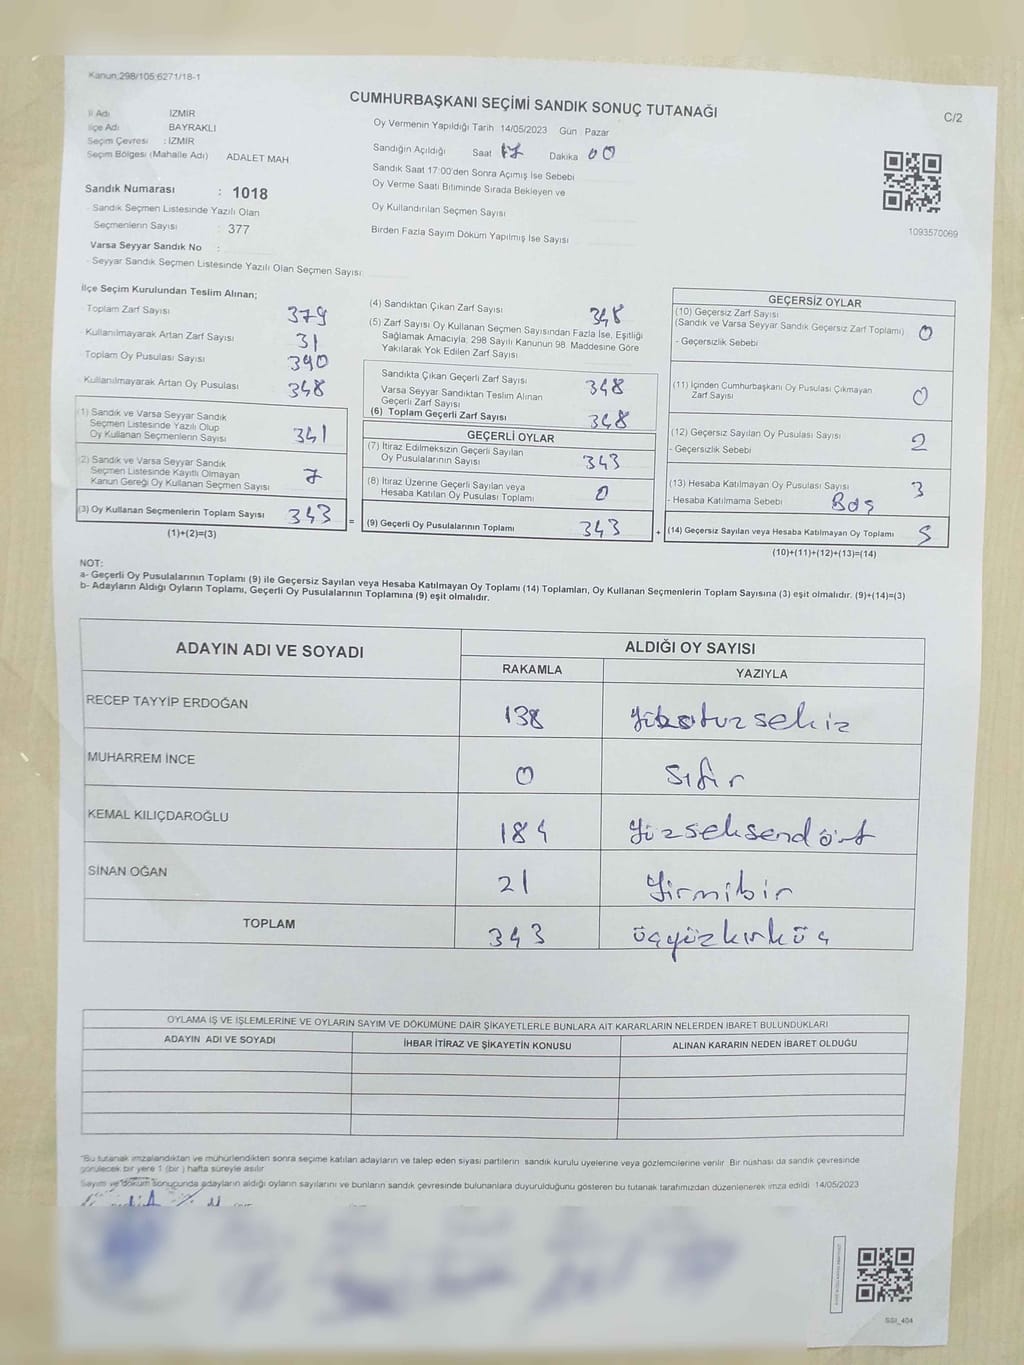 Kanun;298/105;6271/18-1
CUMHURBAŞKANI SEÇİMİ SANDIK SONUÇ TUTANAĞI
C/2
İl Adı İZMİR
İlçe Adı BAYRAKLI
Seçim Çevresi : İZMİR
Seçim Bölgesi (Mahalle Adı) ADALET MAH
Sandık Numarası : 1018
- Sandık Seçmen Listesinde Yazılı Olan
Seçmenlerin Sayısı : 377
Varsa Seyyar Sandık No :
- Seyyar Sandık Seçmen Listesinde Yazılı Olan Seçmen Sayısı:
Oy Vermenin Yapıldığı Tarih 14/05/2023 Gün Pazar
Sandığın Açıldığı Saat 17 Dakika 00
Sandık Saat 17:00'den Sonra Açımış İse Sebebi
Oy Verme Saati Bitiminde Sırada Bekleyen ve
Oy Kullandırılan Seçmen Sayısı
Birden Fazla Sayım Döküm Yapılmış İse Sayısı
1093570069
İlçe Seçim Kurulundan Teslim Alınan;
Toplam Zarf Sayısı 379
- Kullanılmayarak Artan Zarf Sayısı 31
Toplam Oy Pusulası Sayısı 390
- Kullanılmayarak Artan Oy Pusulası 348
(1) Sandık ve Varsa Seyyar Sandık
Seçmen Listesinde Yazılı Olup
Oy Kullanan Seçmenlerin Sayısı 341
(2) Sandık ve Varsa Seyyar Sandık
Seçmen Listesinde Kayıtlı Olmayan
Kanun Gereği Oy Kullanan Seçmen Sayısı 7
(3) Oy Kullanan Seçmenlerin Toplam Sayısı 343 =
(1)+(2)=(3)
(4) Sandıktan Çıkan Zarf Sayısı 348
(5) Zarf Sayısı Oy Kullanan Seçmen Sayısından Fazla İse, Eşitliği
Sağlamak Amacıyla; 298 Sayılı Kanunun 98. Maddesine Göre
Yakılarak Yok Edilen Zarf Sayısı
Sandıkta Çıkan Geçerli Zarf Sayısı 348
Varsa Seyyar Sandıktan Teslim Alınan
Geçerli Zarf Sayısı
(6) Toplam Geçerli Zarf Sayısı 348
GEÇERLİ OYLAR
(7) İtiraz Edilmeksizin Geçerli Sayılan
Oy Pusulalarının Sayısı 343
(8) İtiraz Üzerine Geçerli Sayılan veya
Hesaba Katılan Oy Pusulası Toplamı 0
(9) Geçerli Oy Pusulalarının Toplamı 343 +
GEÇERSİZ OYLAR
(10) Geçersiz Zarf Sayısı
(Sandık ve Varsa Seyyar Sandık Geçersiz Zarf Toplamı) 0
- Geçersizlik Sebebi
(11) İçinden Cumhurbaşkanı Oy Pusulası Çıkmayan
Zarf Sayısı 0
(12) Geçersiz Sayılan Oy Pusulası Sayısı 2
- Geçersizlik Sebebi
(13) Hesaba Katılmayan Oy Pusulası Sayısı 3
- Hesaba Katılmama Sebebi Boş
(14) Geçersiz Sayılan veya Hesaba Katılmayan Oy Toplamı 5
(10)+(11)+(12)+(13)=(14)
NOT:
a- Geçerli Oy Pusulalarının Toplamı (9) ile Geçersiz Sayılan veya Hesaba Katılmayan Oy Toplamı (14) Toplamları, Oy Kullanan Seçmenlerin Toplam Sayısına (3) eşit olmalıdır. (9)+(14)=(3)
b- Adayların Aldığı Oyların Toplamı, Geçerli Oy Pusulalarının Toplamına (9) eşit olmalıdır.
ADAYIN ADI VE SOYADI ALDIĞI OY SAYISI
RAKAMLA YAZIYLA
RECEP TAYYİP ERDOĞAN 138 yüzotuzsekiz
MUHARREM İNCE 0 sıfır
KEMAL KILIÇDAROĞLU 184 yüzseksendört
SİNAN OĞAN 21 yirmibir
TOPLAM 343 üçyüzkırküç
OYLAMA İŞ VE İŞLEMLERİNE VE OYLARIN SAYIM VE DÖKÜMÜNE DAİR ŞİKAYETLERLE BUNLARA AİT KARARLARIN NELERDEN İBARET BULUNDUKLARI
ADAYIN ADI VE SOYADI İHBAR İTİRAZ VE ŞİKAYETİN KONUSU ALINAN KARARIN NEDEN İBARET OLDUĞU
"Bu tutanak imzalandıktan ve mühürlendikten sonra seçime katılan adayların ve talep eden siyasi partilerin sandık kurulu üyelerine veya gözlemcilerine verilir. Bir nüshası da sandık çevresinde
görülecek bir yere 1 (bir) hafta süreyle asılır
Sayım ve döküm sonucunda adayların aldığı oyların sayılarını ve bunların sandık çevresinde bulunanlara duyurulduğunu gösteren bu tutanak tarafımızdan düzenlenerek imza edildi 14/05/2023
SSİ_404